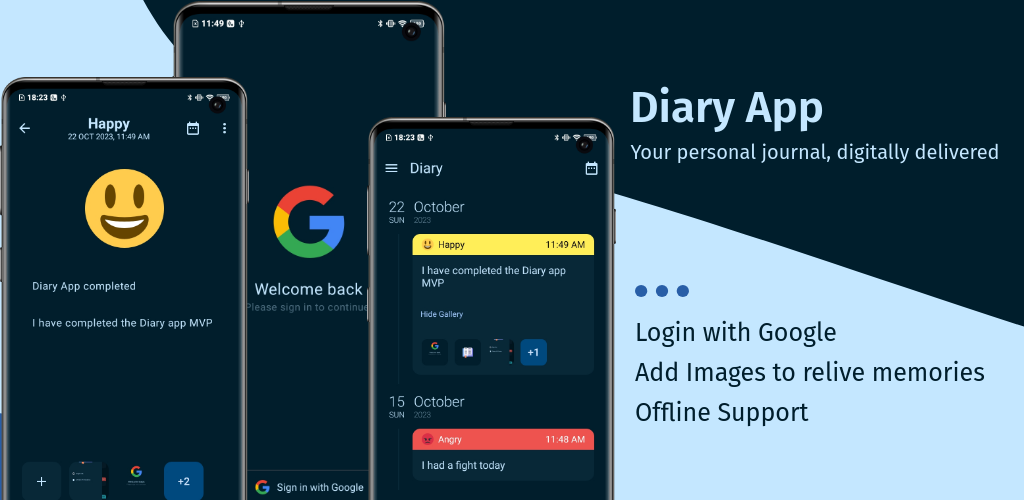 11:49
18:23
Happy
22 OCT 2023, 11:49 AM
Diary App completed
I have completed the Diary app MVP
+
+2
Welcome back
Please sign in to continue
Sign in with Google
18:23
Diary
22 October
SUN 2023
Happy 11:49 AM
I have completed the Diary app
MVP
Hide Gallery
+1
15 October
SUN 2023
Angry 11:48 AM
I had a fight today
Diary App
Your personal journal, digitally delivered
Login with Google
Add Images to relive memories
Offline Support